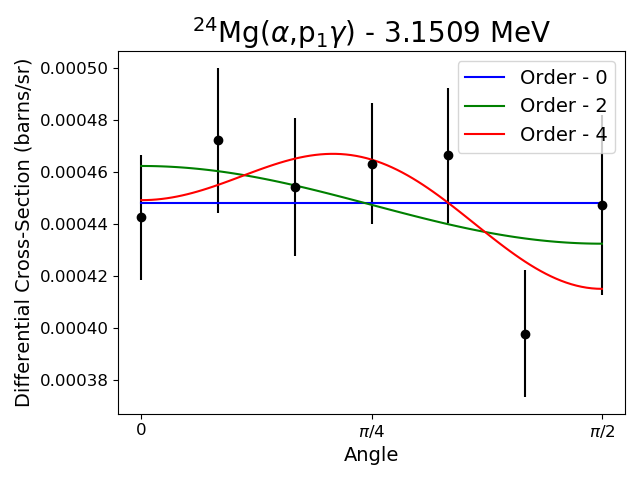 ²⁴Mg(α,p₁γ) - 3.1509 MeV
Differential Cross-Section (barns/sr)
0.00050
0.00048
0.00046
0.00044
0.00042
0.00040
0.00038
Order - 0
Order - 2
Order - 4
0 π/4 π/2
Angle